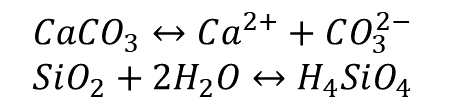 CaCO₃ ↔ Ca²⁺ + CO₃²⁻
SiO₂ + 2H₂O ↔ H₄SiO₄